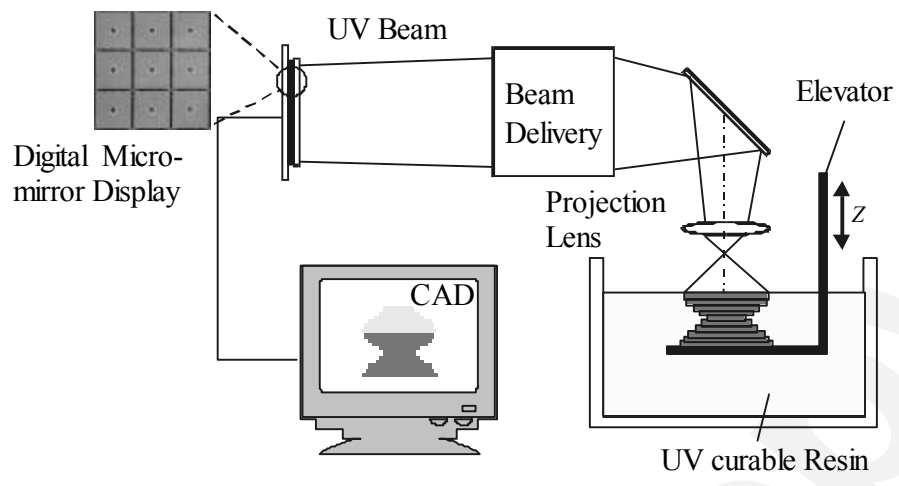 UV Beam
Beam
Delivery
Elevator
Digital Micro-
mirror Display
Projection
Lens
Z
CAD
UV curable Resin